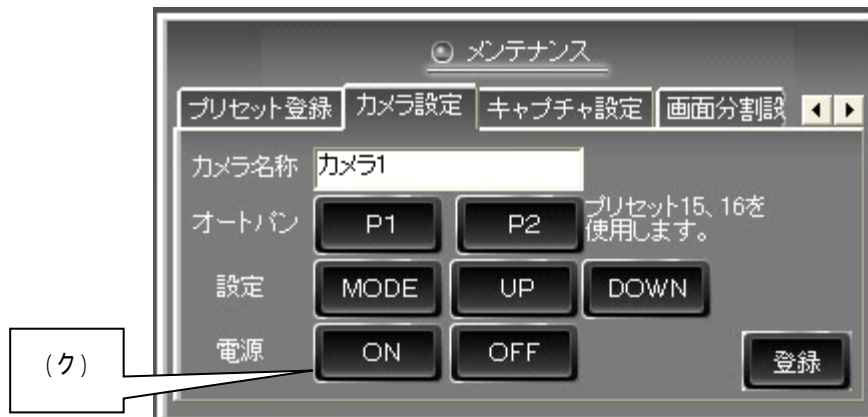 メンテナンス
プリセット登録 カメラ設定 キャプチャ設定 画面分割設
カメラ名称 カメラ1
オートパン P1 P2 プリセット15、16を
使用します。
設定 MODE UP DOWN
電源 ON OFF 登録
(ク)